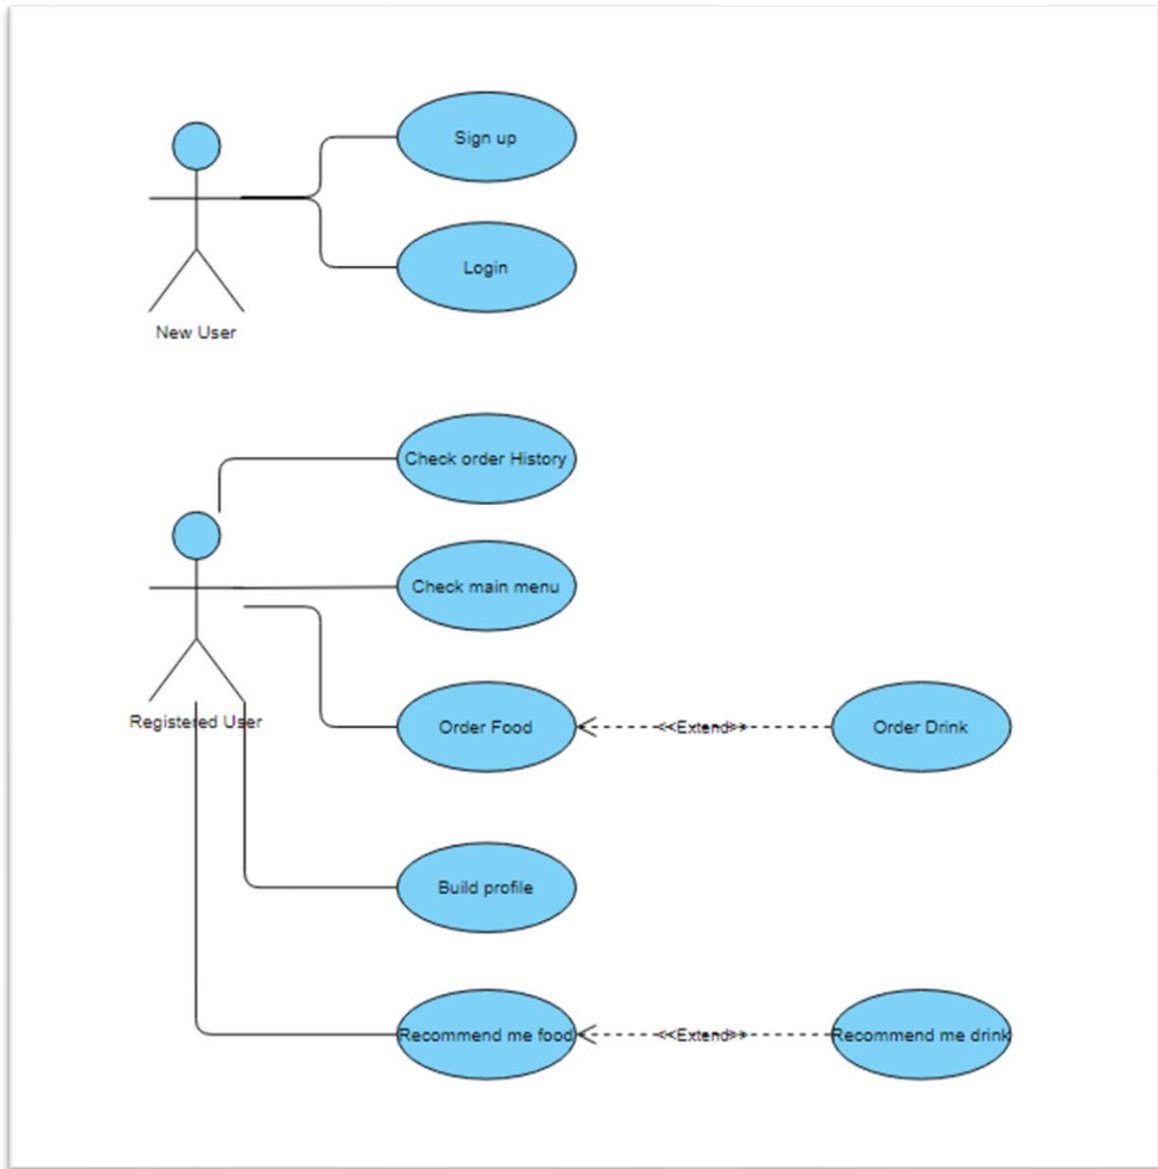 Sign up
Login
New User
Check order History
Check main menu
Order Food
<<Extend>>
Order Drink
Registered User
Build profile
Recommend me food
<<Extend>>
Recommend me drink